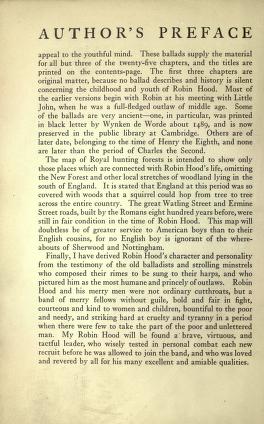 AUTHOR'S PREFACE
appeal to the youthful mind. These ballads supply the material
for all but three of the twenty-five chapters, and the titles are
printed on the contents-page. The first three chapters are
original matter, because no ballad describes and history is silent
concerning the childhood and youth of Robin Hood. Most of
the earlier versions begin with Robin at his meeting with Little
John, when he was a full-fledged outlaw of middle age. Some
of the ballads are very ancient—one, in particular, was printed
in black letter by Wynken de Worde about 1489, and is now
preserved in the public library at Cambridge. Others are of
later date, belonging to the time of Henry the Eighth, and none
are later than the period of Charles the Second.
The map of Royal hunting forests is intended to show only
those places which are connected with Robin Hood's life, omitting
the New Forest and other local stretches of woodland lying in the
south of England. It is stated that England at this period was so
covered with woods that a squirrel could hop from tree to tree
across the entire country. The great Watling Street and Ermine
Street roads, built by the Romans eight hundred years before, were
still in fair condition in the time of Robin Hood. This map will
doubtless be of greater service to American boys than to their
English cousins, for no English boy is ignorant of the where-
abouts of Sherwood and Nottingham.
Finally, I have derived Robin Hood's character and personality
from the testimony of the old balladists and strolling minstrels
who composed their rimes to be sung to their harps, and who
pictured him as the most humane and princely of outlaws. Robin
Hood and his merry men were not ordinary cutthroats, but a
band of merry fellows without guile, bold and fair in fight,
courteous and kind to women and children, bountiful to the poor
and needy, and striking hard at cruelty and tyranny in a period
when there were few to take the part of the poor and unlettered
man. My Robin Hood will be found a brave, virtuous, and
tactful leader, who wisely tested in personal combat each new
recruit before he was allowed to join the band, and who was loved
and revered by all for his many excellent and amiable qualities.